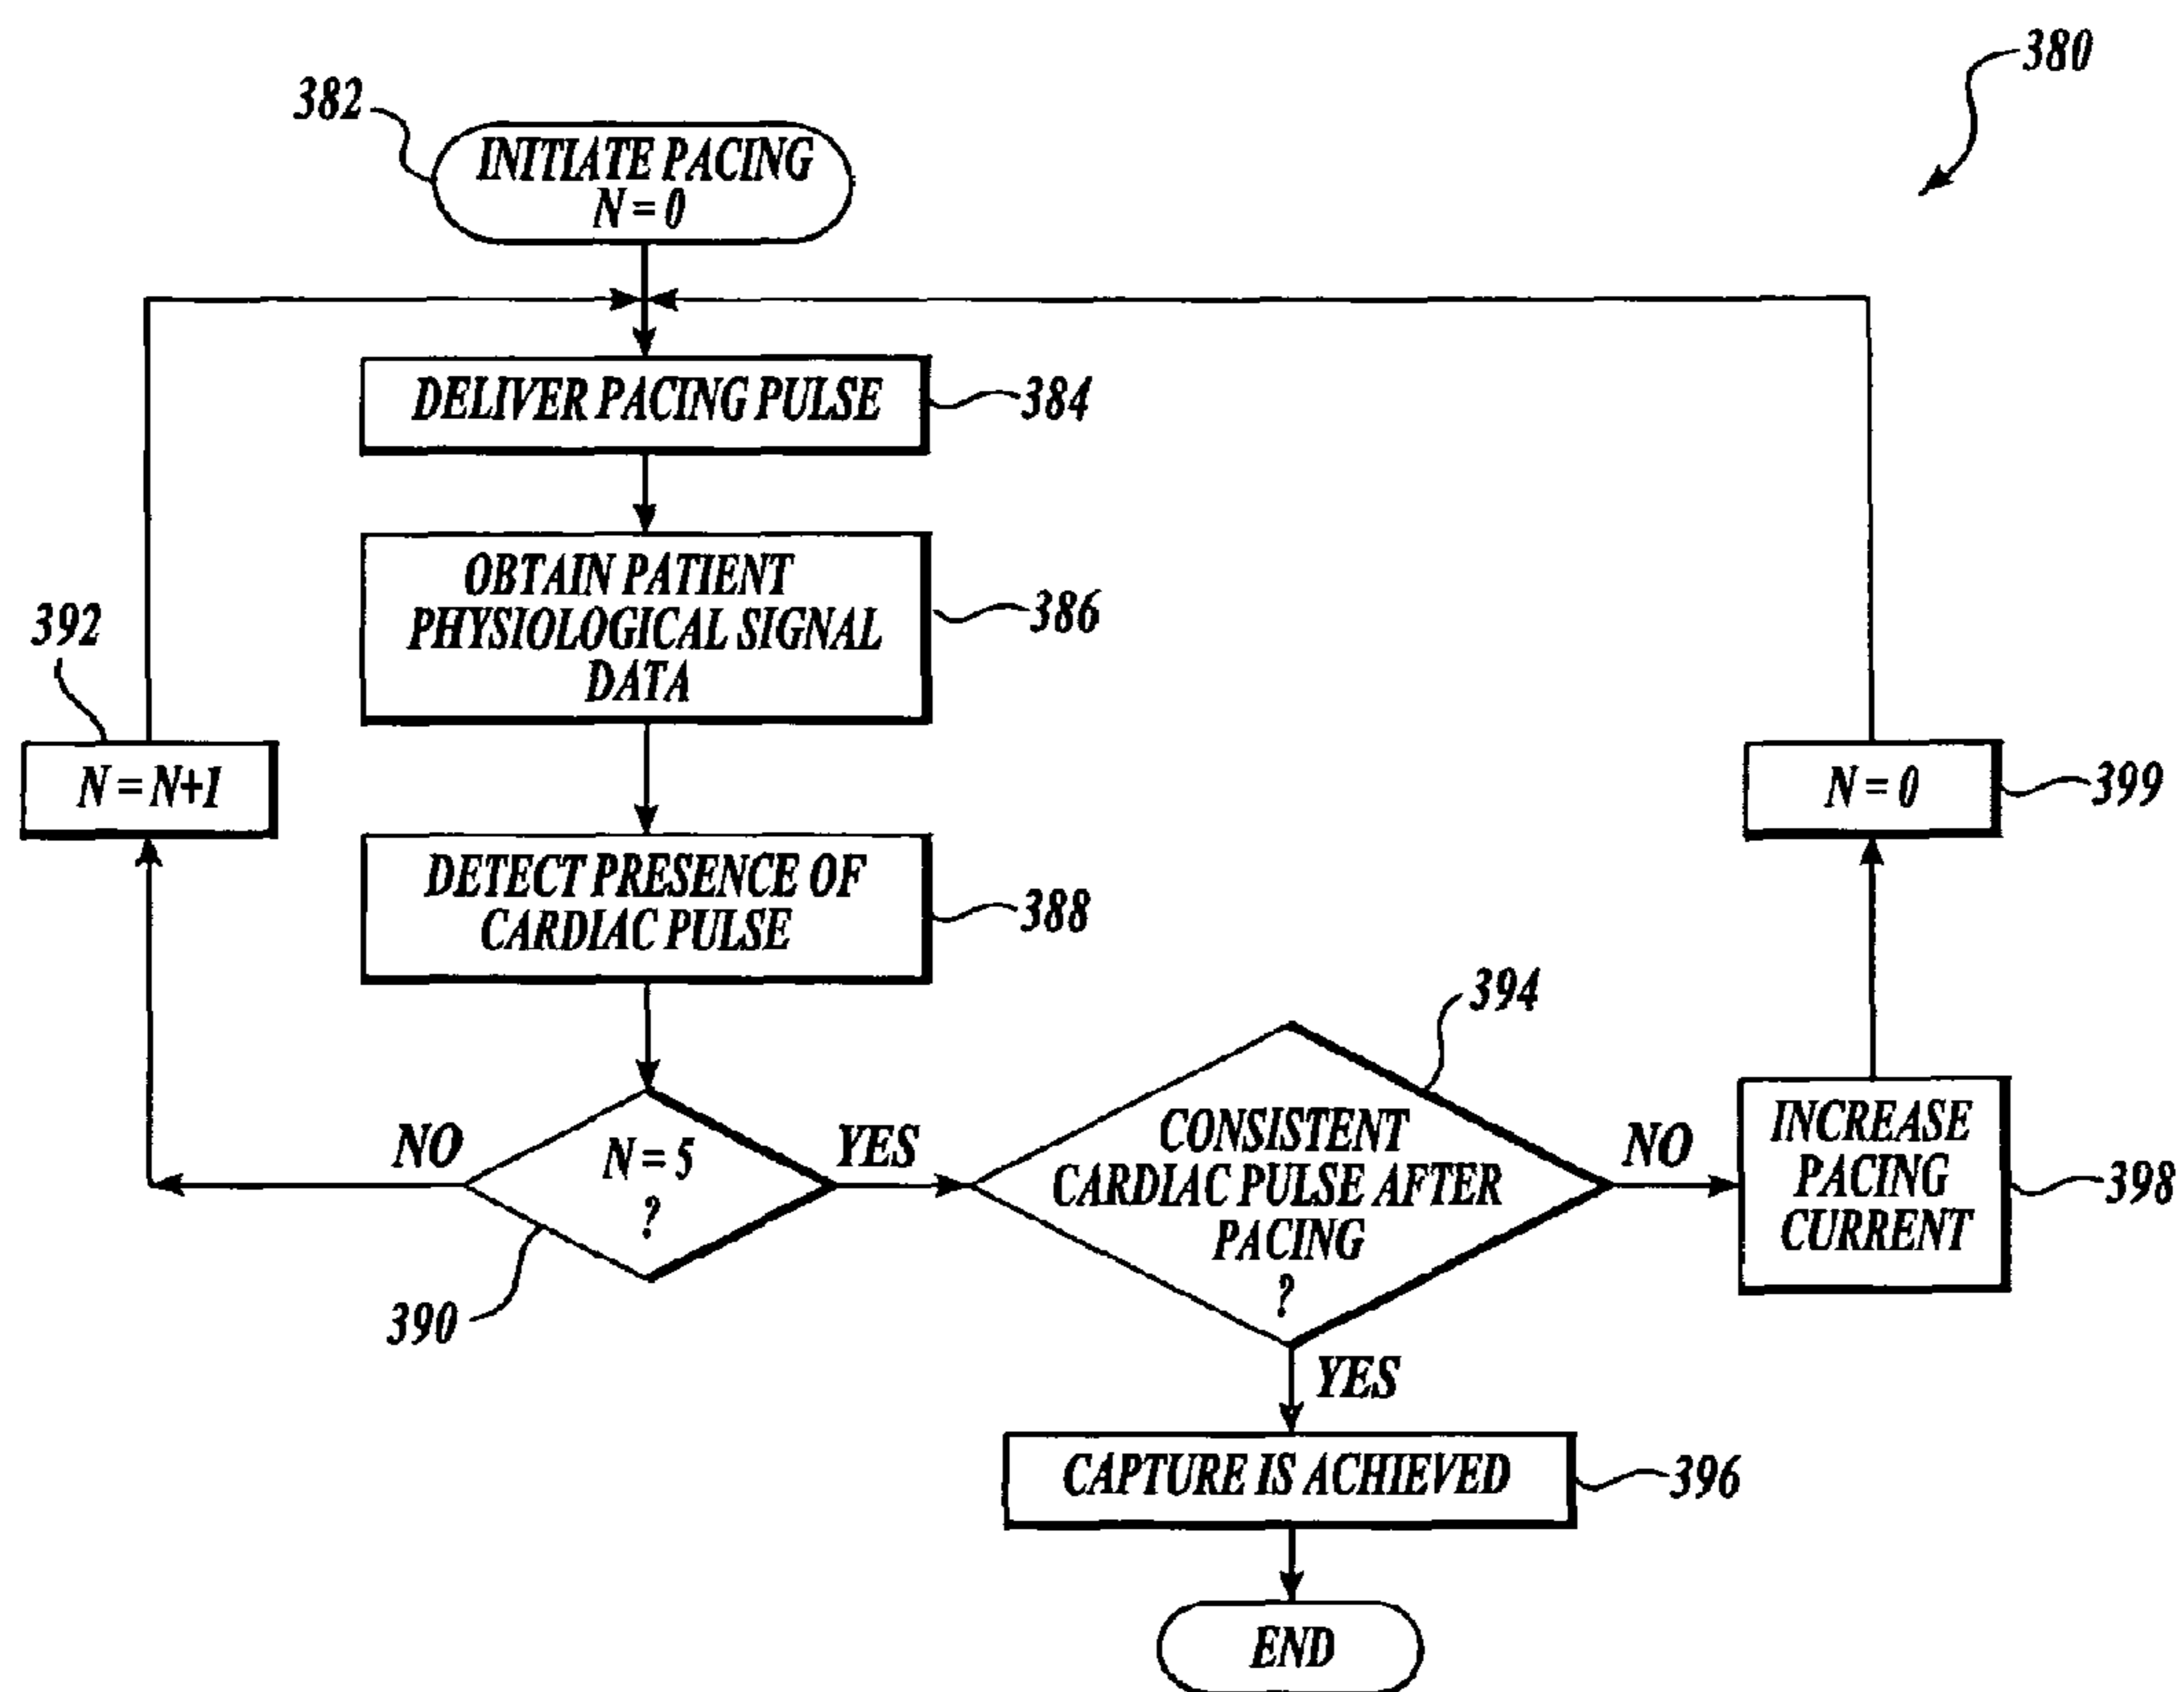 380
382
INITIATE PACING
N = 0
DELIVER PACING PULSE
384
OBTAIN PATIENT
PHYSIOLOGICAL SIGNAL
DATA
386
392
N = N+1
N = 0
399
DETECT PRESENCE OF
CARDIAC PULSE
388
394
NO
N = 5
?
YES
390
CONSISTENT
CARDIAC PULSE AFTER
PACING
?
NO
INCREASE
PACING
CURRENT
398
YES
CAPTURE IS ACHIEVED
396
END